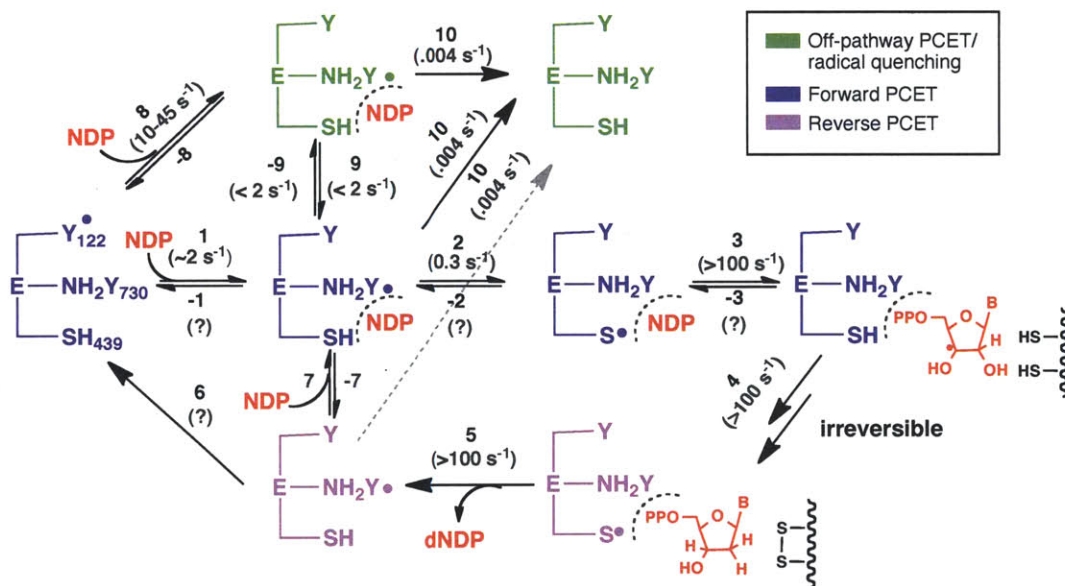 Y
E
NH₂Y•
SH
NDP
10
(.004 s⁻¹)
Y
E
NH₂Y
SH
Off-pathway PCET/
radical quenching
Forward PCET
Reverse PCET
NDP
8
(10-45 s⁻¹)
-8
-9
(< 2 s⁻¹)
9
(< 2 s⁻¹)
10
(.004 s⁻¹)
10
(.004 s⁻¹)
Y•₁₂₂
E
NH₂Y₇₃₀
SH₄₃₉
NDP
1
(~2 s⁻¹)
-1
(?)
Y
E
NH₂Y•
SH
NDP
2
(0.3 s⁻¹)
-2
(?)
Y
E
NH₂Y
S•
NDP
3
(>100 s⁻¹)
-3
(?)
Y
E
NH₂Y
SH
PPO
O
B
H
HO
OH
HS
HS
NDP
7
-7
6
(?)
4
(>100 s⁻¹)
irreversible
Y
E
NH₂Y•
SH
5
(>100 s⁻¹)
dNDP
Y
E
NH₂Y
S•
PPO
O
B
H
H
HO
H
S
S